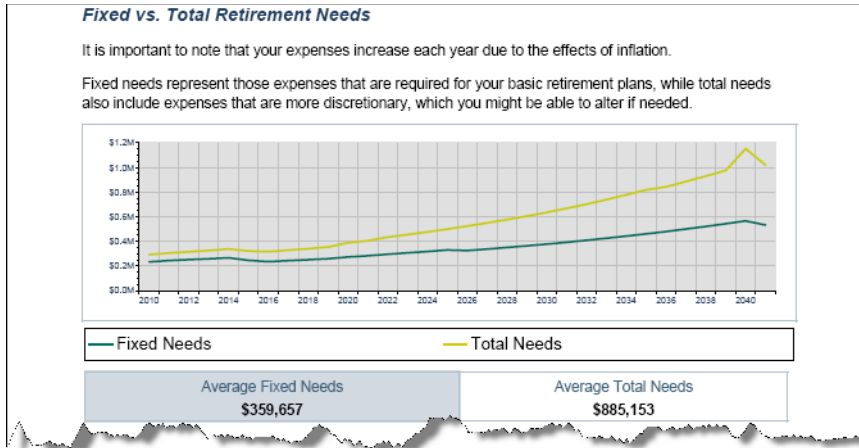 Fixed vs. Total Retirement Needs
It is important to note that your expenses increase each year due to the effects of inflation.
Fixed needs represent those expenses that are required for your basic retirement plans, while total needs
also include expenses that are more discretionary, which you might be able to alter if needed.
$1.2M
$1.0M
$0.8M
$0.6M
$0.4M
$0.2M
$0.0M
2010 2012 2014 2016 2018 2020 2022 2024 2026 2028 2030 2032 2034 2036 2038 2040
Fixed Needs Total Needs
Average Fixed Needs Average Total Needs
$359,657 $885,153